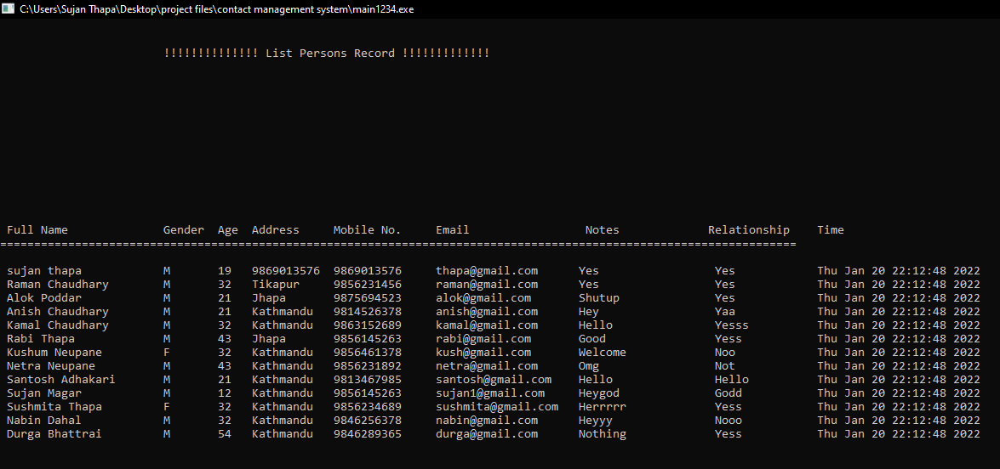 C:\Users\Sujan Thapa\Desktop\project files\contact management system\main1234.exe
!!!!!!!!!!!!!! List Persons Record !!!!!!!!!!!!!
Full Name Gender Age Address Mobile No. Email Notes Relationship Time
=====================================================================================================================
sujan thapa M 19 9869013576 9869013576 thapa@gmail.com Yes Yes Thu Jan 20 22:12:48 2022
Raman Chaudhary M 32 Tikapur 9856231456 raman@gmail.com Yes Yes Thu Jan 20 22:12:48 2022
Alok Poddar M 21 Jhapa 9875694523 alok@gmail.com Shutup Yes Thu Jan 20 22:12:48 2022
Anish Chaudhary M 21 Kathmandu 9814526378 anish@gmail.com Hey Yaa Thu Jan 20 22:12:48 2022
Kamal Chaudhary M 32 Kathmandu 9863152689 kamal@gmail.com Hello Yesss Thu Jan 20 22:12:48 2022
Rabi Thapa M 43 Jhapa 9856145263 rabi@gmail.com Good Yess Thu Jan 20 22:12:48 2022
Kushum Neupane F 32 Kathmandu 9856461378 kush@gmail.com Welcome Noo Thu Jan 20 22:12:48 2022
Netra Neupane M 43 Kathmandu 9856231892 netra@gmail.com Omg Not Thu Jan 20 22:12:48 2022
Santosh Adhakari M 21 Kathmandu 9813467985 santosh@gmail.com Hello Hello Thu Jan 20 22:12:48 2022
Sujan Magar M 12 Kathmandu 9856145263 sujan1@gmail.com Heygod Godd Thu Jan 20 22:12:48 2022
Sushmita Thapa F 32 Kathmandu 9856234689 sushmita@gmail.com Herrrrr Yess Thu Jan 20 22:12:48 2022
Nabin Dahal M 32 Kathmandu 9846256378 nabin@gmail.com Heyyy Nooo Thu Jan 20 22:12:48 2022
Durga Bhattrai M 54 Kathmandu 9846289365 durga@gmail.com Nothing Yess Thu Jan 20 22:12:48 2022